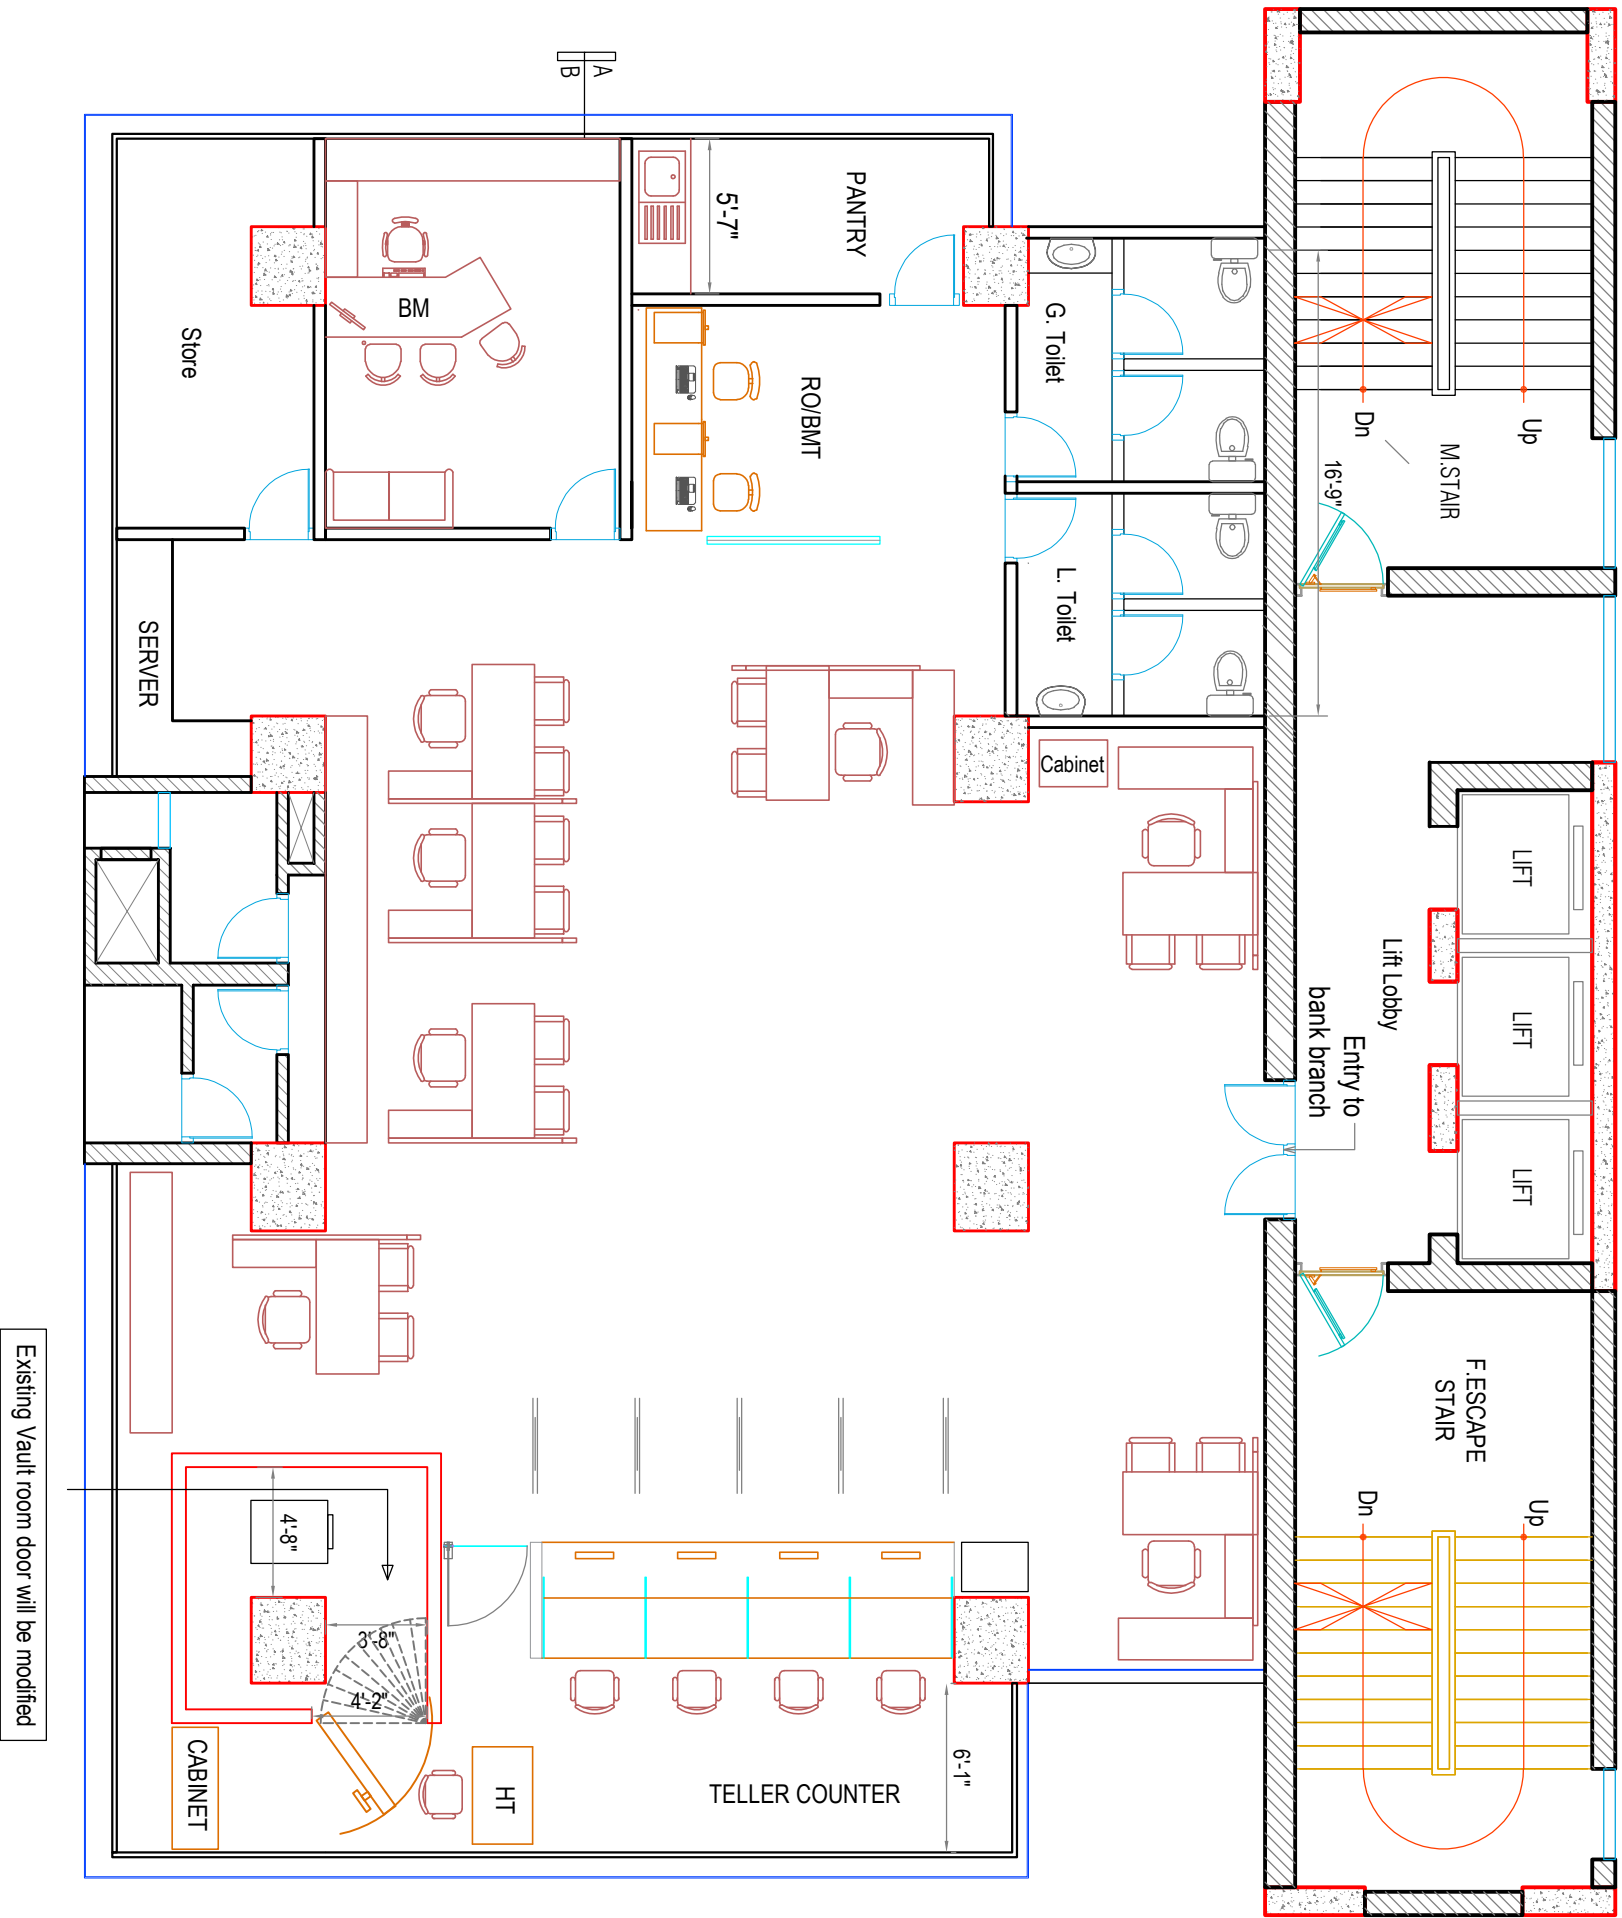 A
B
PANTRY
5'-7"
BM
Store
RO/BMT
G. Toilet
L. Toilet
SERVER
Cabinet
Up
Dn
M.STAIR
16'-9"
LIFT
LIFT
LIFT
Lift Lobby
Entry to
bank branch
F.ESCAPE
STAIR
Up
Dn
4'-8"
3'-8"
4'-2"
6'-1"
TELLER COUNTER
HT
CABINET
Existing Vault room door will be modified